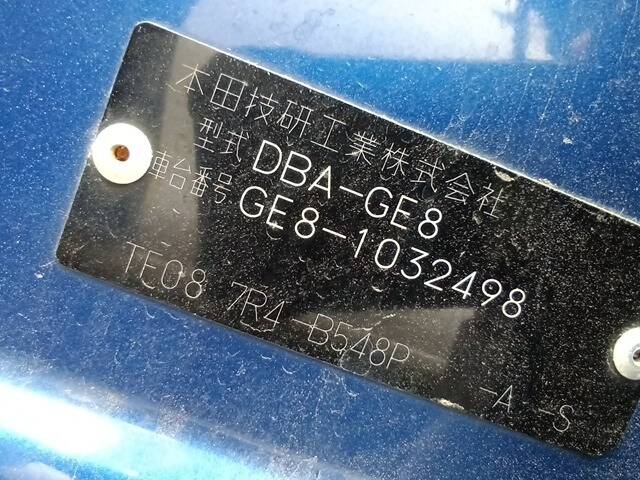 本田技研工業株式会社
型式 DBA-GE8
車台番号 GE8-1032498
TE08 7R4-B548P -A -S